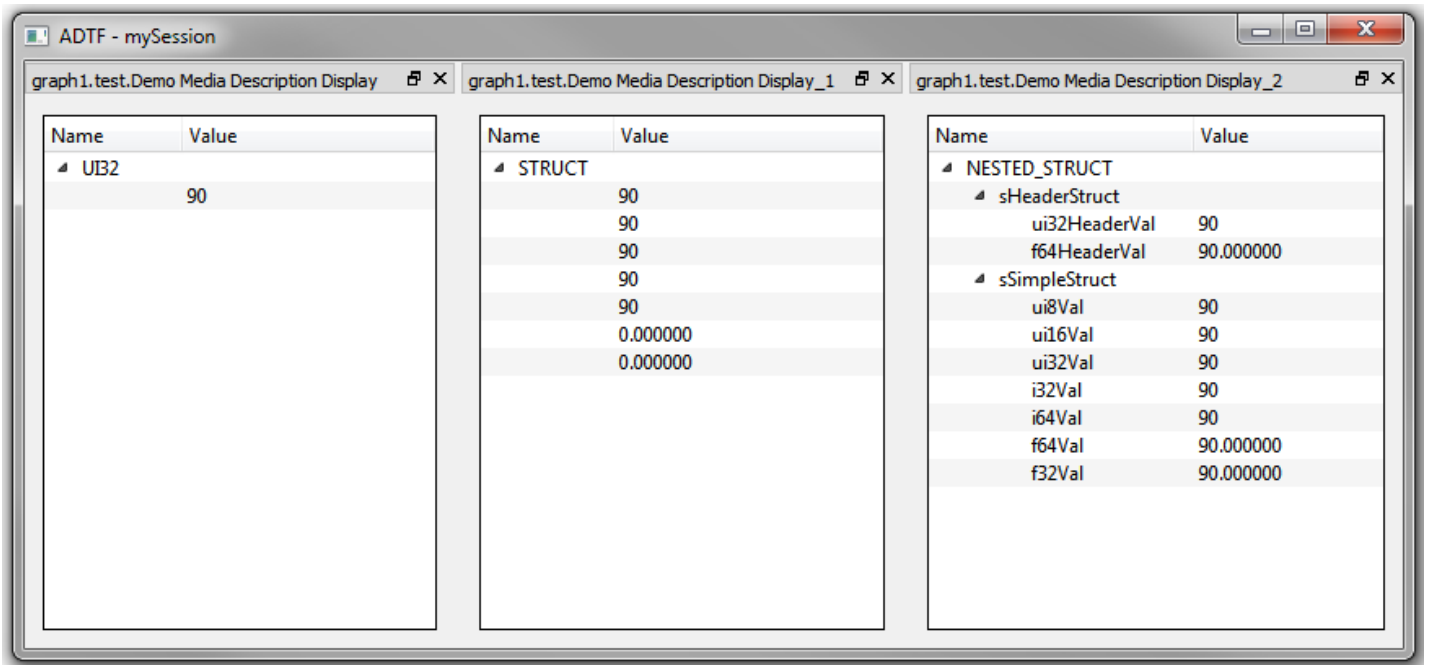 ADTF - mySession
graph1.test.Demo Media Description Display
Name Value
UI32
90
graph1.test.Demo Media Description Display_1
Name Value
STRUCT
90
90
90
90
90
0.000000
0.000000
graph1.test.Demo Media Description Display_2
Name Value
NESTED_STRUCT
sHeaderStruct
ui32HeaderVal 90
f64HeaderVal 90.000000
sSimpleStruct
ui8Val 90
ui16Val 90
ui32Val 90
i32Val 90
i64Val 90
f64Val 90.000000
f32Val 90.000000